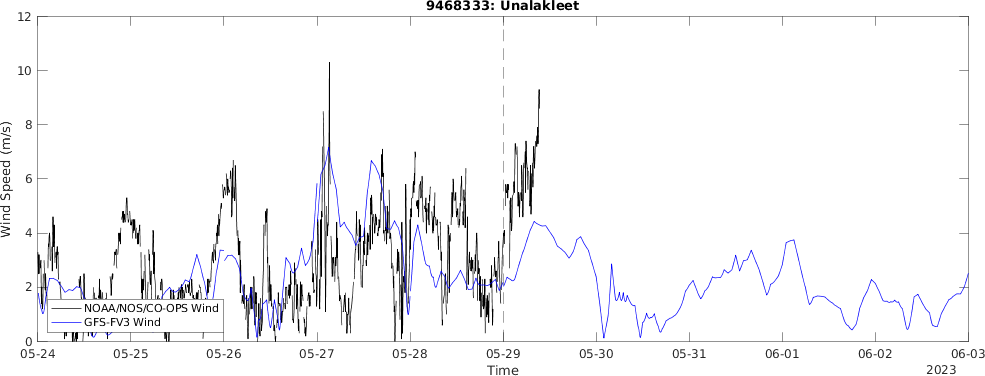 9468333: Unalakleet
Wind Speed (m/s)
12
10
8
6
4
2
0
NOAA/NOS/CO-OPS Wind
GFS-FV3 Wind
05-24 05-25 05-26 05-27 05-28 05-29 05-30 05-31 06-01 06-02 06-03
Time
2023